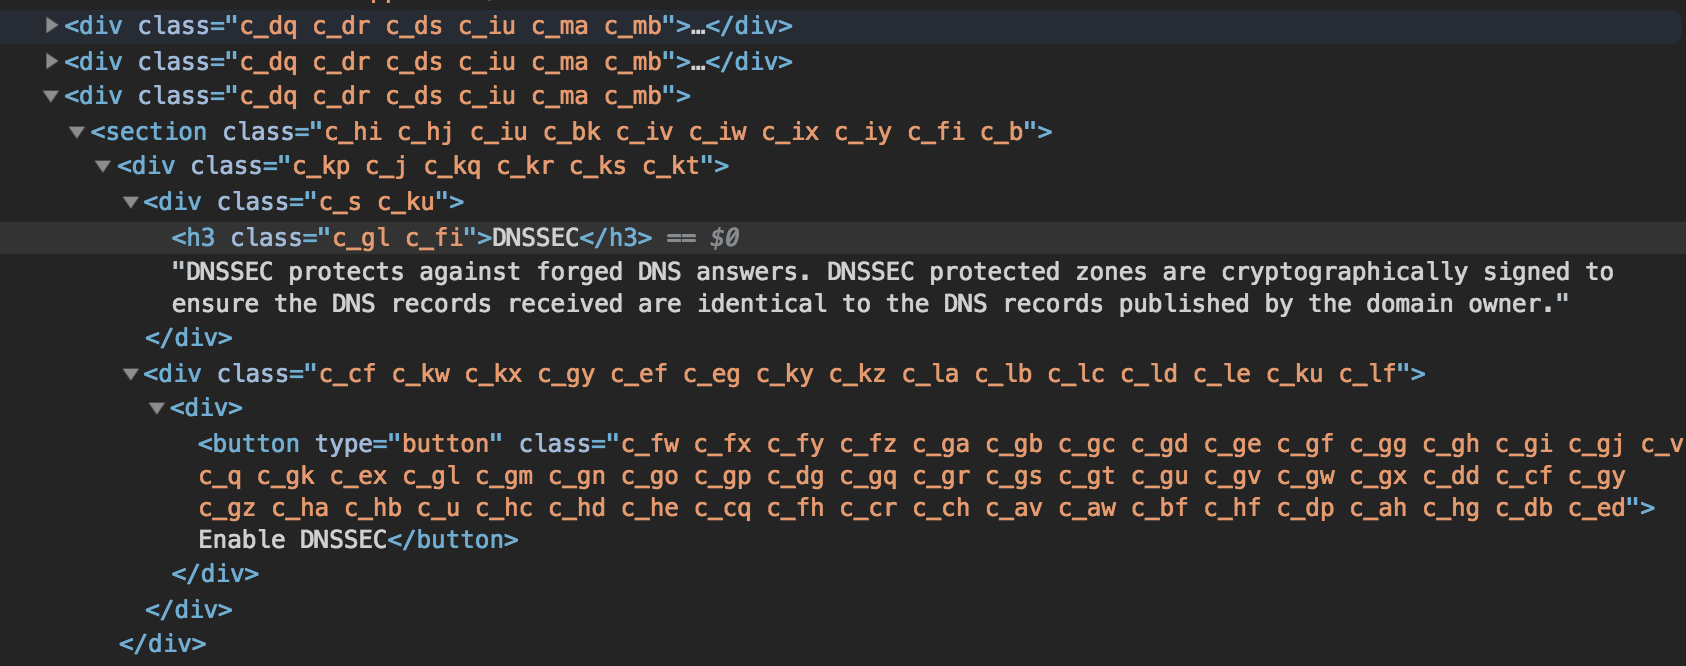 <div class="c_dq c_dr c_ds c_iu c_ma c_mb">…</div>
<div class="c_dq c_dr c_ds c_iu c_ma c_mb">…</div>
<div class="c_dq c_dr c_ds c_iu c_ma c_mb">
<section class="c_hi c_hj c_iu c_bk c_iv c_iw c_ix c_iy c_fi c_b">
<div class="c_kp c_j c_kq c_kr c_ks c_kt">
<div class="c_s c_ku">
<h3 class="c_gl c_fi">DNSSEC</h3> == $0
"DNSSEC protects against forged DNS answers. DNSSEC protected zones are cryptographically signed to
ensure the DNS records received are identical to the DNS records published by the domain owner."
</div>
<div class="c_cf c_kw c_kx c_gy c_ef c_eg c_ky c_kz c_la c_lb c_lc c_ld c_le c_ku c_lf">
<div>
<button type="button" class="c_fw c_fx c_fy c_fz c_ga c_gb c_gc c_gd c_ge c_gf c_gg c_gh c_gi c_gj c_v
c_q c_gk c_ex c_gl c_gm c_gn c_go c_gp c_dg c_gq c_gr c_gs c_gt c_gu c_gv c_gw c_gx c_dd c_cf c_gy
c_gz c_ha c_hb c_u c_hc c_hd c_he c_cq c_fh c_cr c_ch c_av c_aw c_bf c_hf c_dp c_ah c_hg c_db c_ed">
Enable DNSSEC</button>
</div>
</div>
</div>